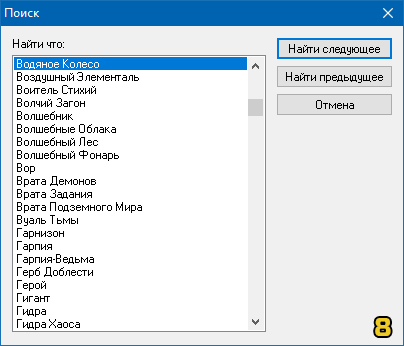 Поиск
Найти что:
Водяное Колесо
Воздушный Элементаль
Воитель Стихий
Волчий Загон
Волшебник
Волшебные Облака
Волшебный Лес
Волшебный Фонарь
Вор
Врата Демонов
Врата Задания
Врата Подземного Мира
Вуаль Тьмы
Гарнизон
Гарпия
Гарпия-Ведьма
Герб Доблести
Герой
Гигант
Гидра
Гидра Хаоса
Найти следующее
Найти предыдущее
Отмена
8